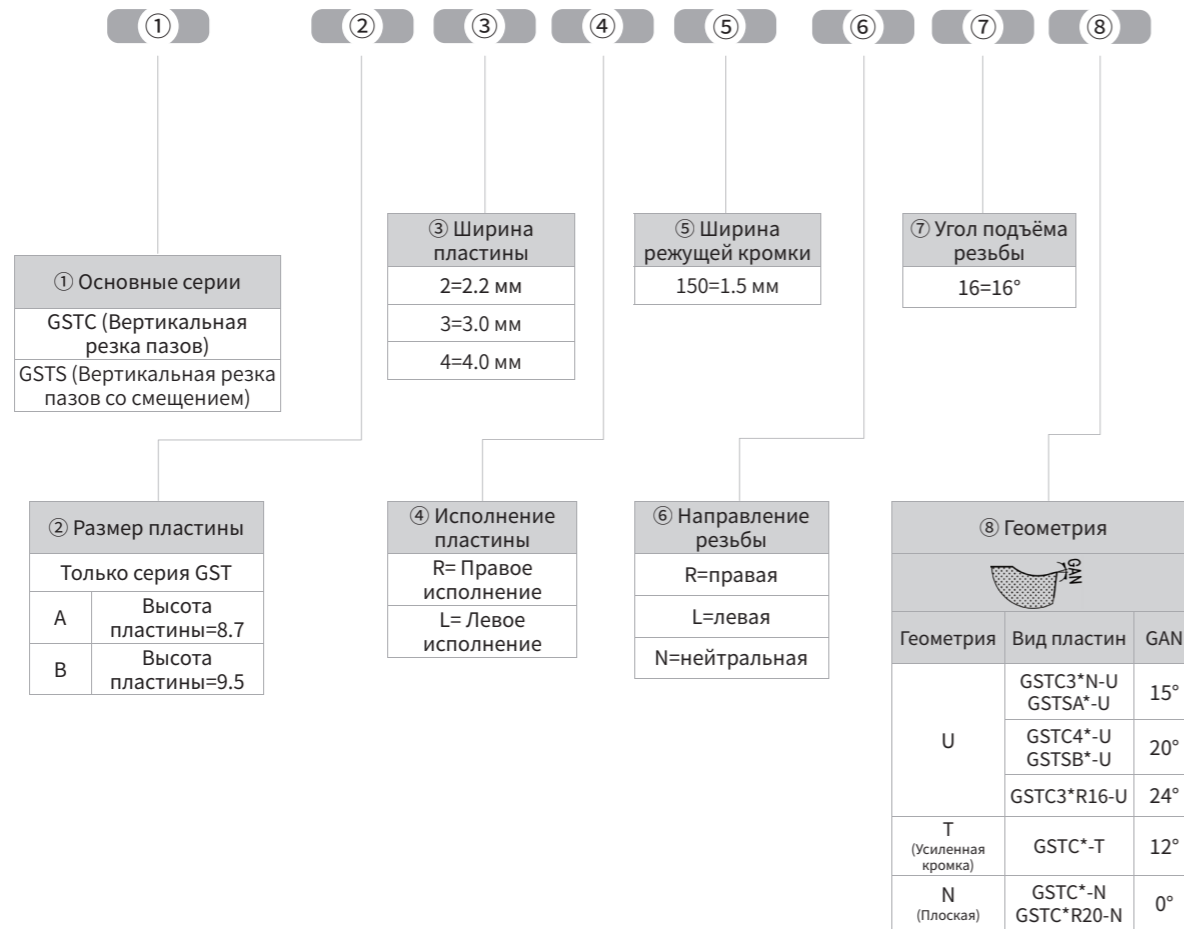 ① ② ③ ④ ⑤ ⑥ ⑦ ⑧
① Основные серии
GSTC (Вертикальная
резка пазов)
GSTS (Вертикальная резка
пазов со смещением)
③ Ширина
пластины
2=2.2 мм
3=3.0 мм
4=4.0 мм
⑤ Ширина
режущей кромки
150=1.5 мм
⑦ Угол подъёма
резьбы
16=16°
② Размер пластины
Только серия GST
A Высота
пластины=8.7
B Высота
пластины=9.5
④ Исполнение
пластины
R= Правое
исполнение
L= Левое
исполнение
⑥ Направление
резьбы
R=правая
L=левая
N=нейтральная
⑧ Геометрия
GAN
Геометрия Вид пластин GAN
U
GSTC3*N-U
GSTSA*-U
15°
GSTC4*-U
GSTSB*-U
20°
GSTC3*R16-U 24°
T
(Усиленная
кромка)
GSTC*-T 12°
N
(Плоская)
GSTC*-N
GSTC*R20-N
0°